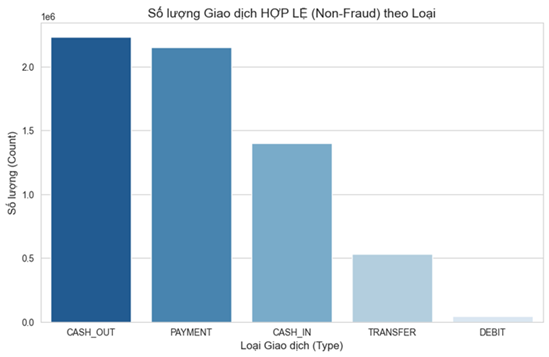 Số lượng Giao dịch HỢP LỆ (Non-Fraud) theo Loại
1e6
2.0
1.5
1.0
0.5
0.0
Số lượng (Count)
CASH_OUT PAYMENT CASH_IN TRANSFER DEBIT
Loại Giao dịch (Type)